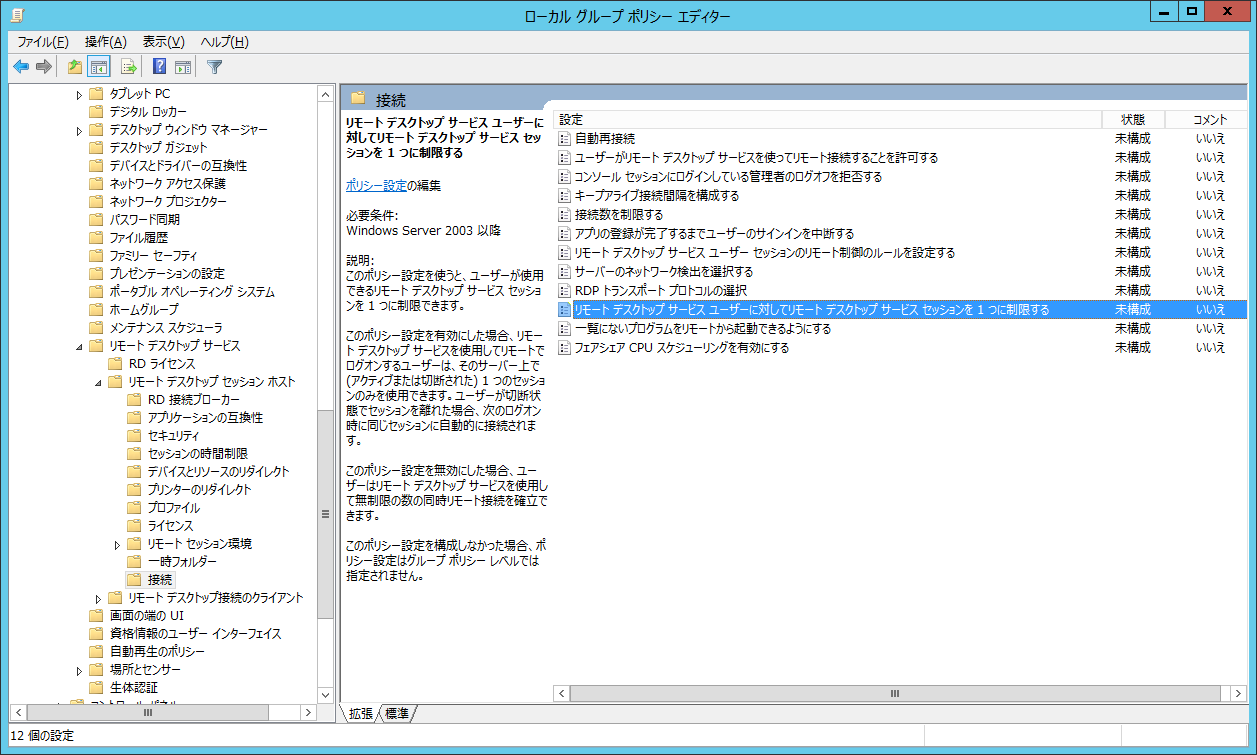 ローカル グループ ポリシー エディター
ファイル(F) 操作(A) 表示(V) ヘルプ(H)
タブレット PC
デジタル ロッカー
デスクトップ ウィンドウ マネージャー
デスクトップ ガジェット
デバイスとドライバーの互換性
ネットワーク アクセス保護
ネットワーク プロジェクター
パスワード同期
ファイル履歴
ファミリー セーフティ
プレゼンテーションの設定
ポータブル オペレーティング システム
ホームグループ
メンテナンス スケジューラ
リモート デスクトップ サービス
RD ライセンス
リモート デスクトップ セッション ホスト
RD 接続ブローカー
アプリケーションの互換性
セキュリティ
セッションの時間制限
デバイスとリソースのリダイレクト
プリンターのリダイレクト
プロファイル
ライセンス
リモート セッション環境
一時フォルダー
接続
リモート デスクトップ接続のクライアント
画面の端の UI
資格情報のユーザー インターフェイス
自動再生のポリシー
場所とセンサー
生体認証
接続
リモート デスクトップ サービス ユーザーに
対してリモート デスクトップ サービス セッ
ションを 1 つに制限する
ポリシー設定の編集
必要条件:
Windows Server 2003 以降
説明:
このポリシー設定を使うと、ユーザーが使用
できるリモート デスクトップ サービス セッショ
ンを 1 つに制限できます。
このポリシー設定を有効にした場合、リモー
ト デスクトップ サービスを使用してリモートで
ログオンするユーザーは、そのサーバー上で
(アクティブまたは切断された) 1 つのセッショ
ンのみを使用できます。ユーザーが切断状
態でセッションを離れた場合、次のログオン
時に同じセッションに自動的に接続されま
す。
このポリシー設定を無効にした場合、ユー
ザーはリモート デスクトップ サービスを使用し
て無制限の数の同時リモート接続を確立で
きます。
このポリシー設定を構成しなかった場合、ポ
リシー設定はグループ ポリシー レベルでは
指定されません。
設定 状態 コメント
自動再接続 未構成 いいえ
ユーザーがリモート デスクトップ サービスを使ってリモート接続することを許可する 未構成 いいえ
コンソール セッションにログインしている管理者のログオフを拒否する 未構成 いいえ
キープアライブ接続間隔を構成する 未構成 いいえ
接続数を制限する 未構成 いいえ
アプリの登録が完了するまでユーザーのサインインを中断する 未構成 いいえ
リモート デスクトップ サービス ユーザー セッションのリモート制御のルールを設定する 未構成 いいえ
サーバーのネットワーク検出を選択する 未構成 いいえ
RDP トランスポート プロトコルの選択 未構成 いいえ
リモート デスクトップ サービス ユーザーに対してリモート デスクトップ サービス セッションを 1 つに制限する 未構成 いいえ
一覧にないプログラムをリモートから起動できるようにする 未構成 いいえ
フェアシェア CPU スケジューリングを有効にする 未構成 いいえ
拡張 標準
12 個の設定